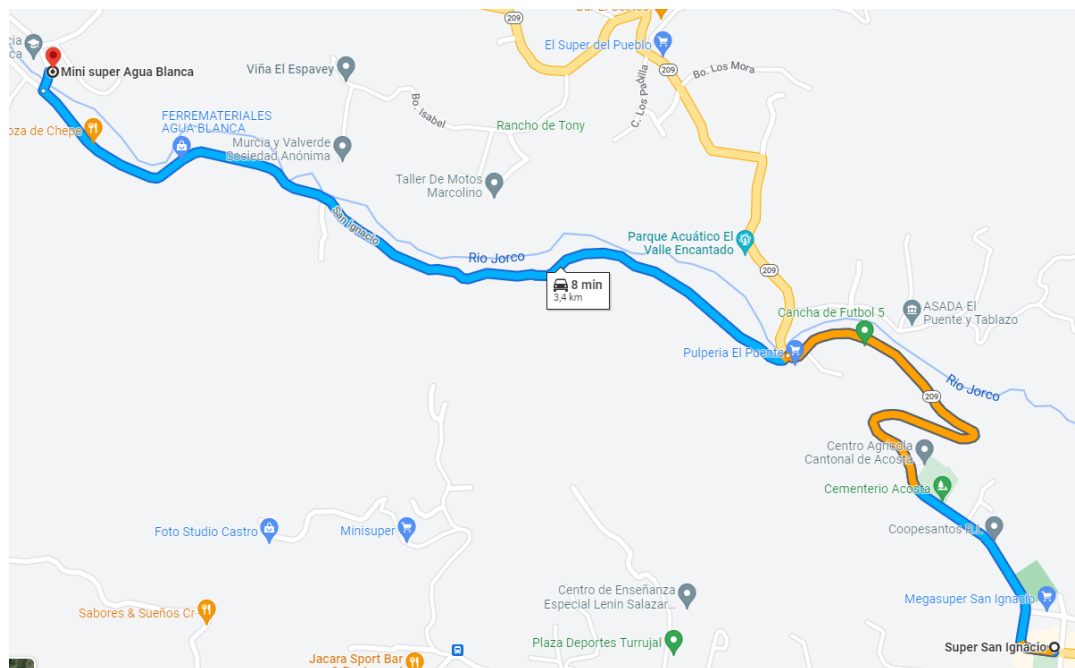 209
El Super del Pueblo
209
Mini super Agua Blanca
Viña El Espavey
Bo. Los Mora
C. Los Padilla
Bo. Isabel
FERREMATERIALES
AGUA BLANCA
Rancho de Tony
oza de Chepe
Murcia y Valverde
Sociedad Anónima
Taller De Motos
Marcolino
San Ignacio
Parque Acuático El
Valle Encantado
Río Jorco
209
8 min
3,4 km
Cancha de Futbol 5
ASADA El
Puente y Tablazo
Pulperia El Puente
Río Jorco
209
Centro Agrícola
Cantonal de Acosta
Cementerio Acosta
Foto Studio Castro
Minisuper
Coopesantos R.L.
Centro de Enseñanza
Especial Lenin Salazar...
Megasuper San Ignacio
Sabores & Sueños Cr
Plaza Deportes Turrujal
Super San Ignacio
Jacara Sport Bar